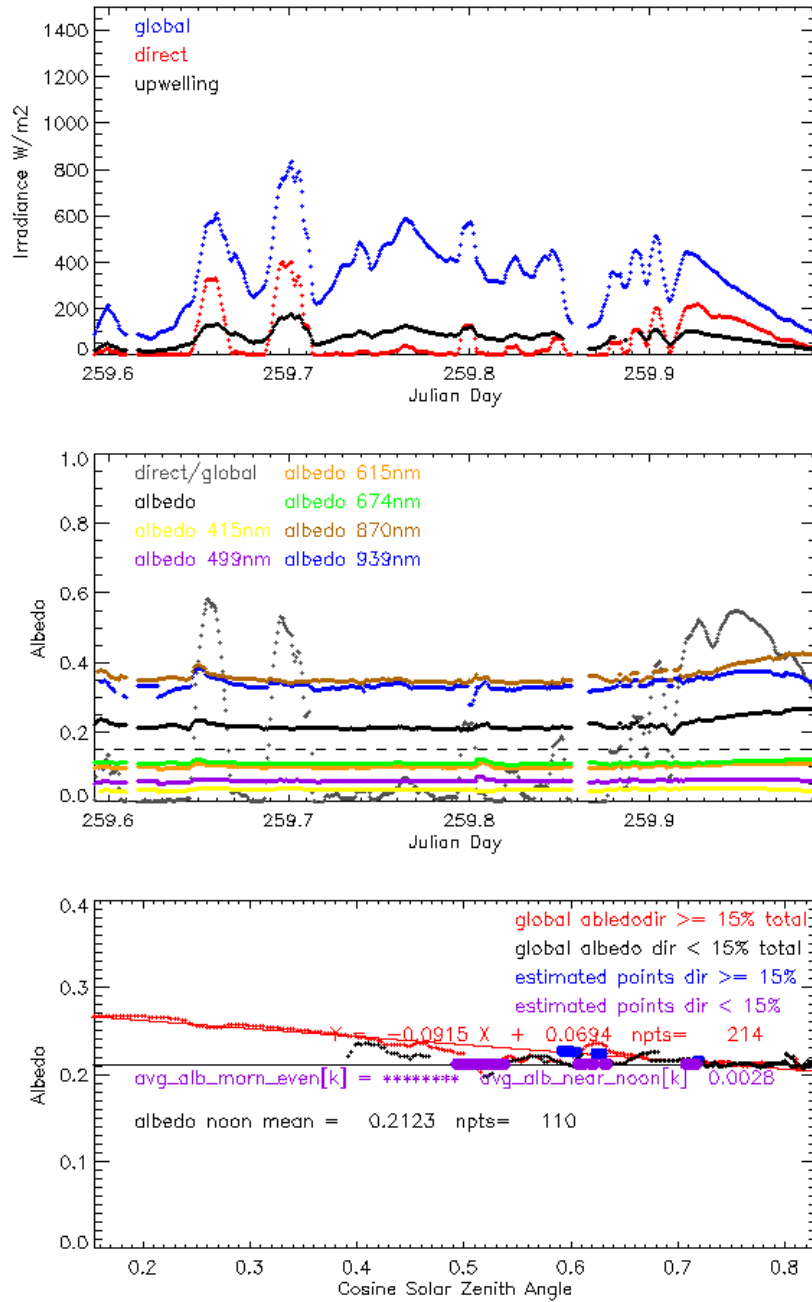 1400
1200
1000
800
600
400
200
0
Irradiance W/m2
global
direct
upwelling
259.6 259.7 259.8 259.9
Julian Day
1.0
0.8
0.6
0.4
0.2
0.0
Albedo
direct/global albedo 615nm
albedo albedo 674nm
albedo 415nm albedo 870nm
albedo 499nm albedo 939nm
259.6 259.7 259.8 259.9
Julian Day
0.4
0.3
0.2
0.1
0.0
Albedo
global abledodir >= 15% total
global albedo dir < 15% total
estimated points dir >= 15%
estimated points dir < 15%
= -0.0915 X + 0.0694 npts= 214
avg_alb_morn_even[k] = ******** avg_alb_near_noon[k] 0.0028
albedo noon mean = 0.2123 npts= 110
0.2 0.3 0.4 0.5 0.6 0.7 0.8
Cosine Solar Zenith Angle